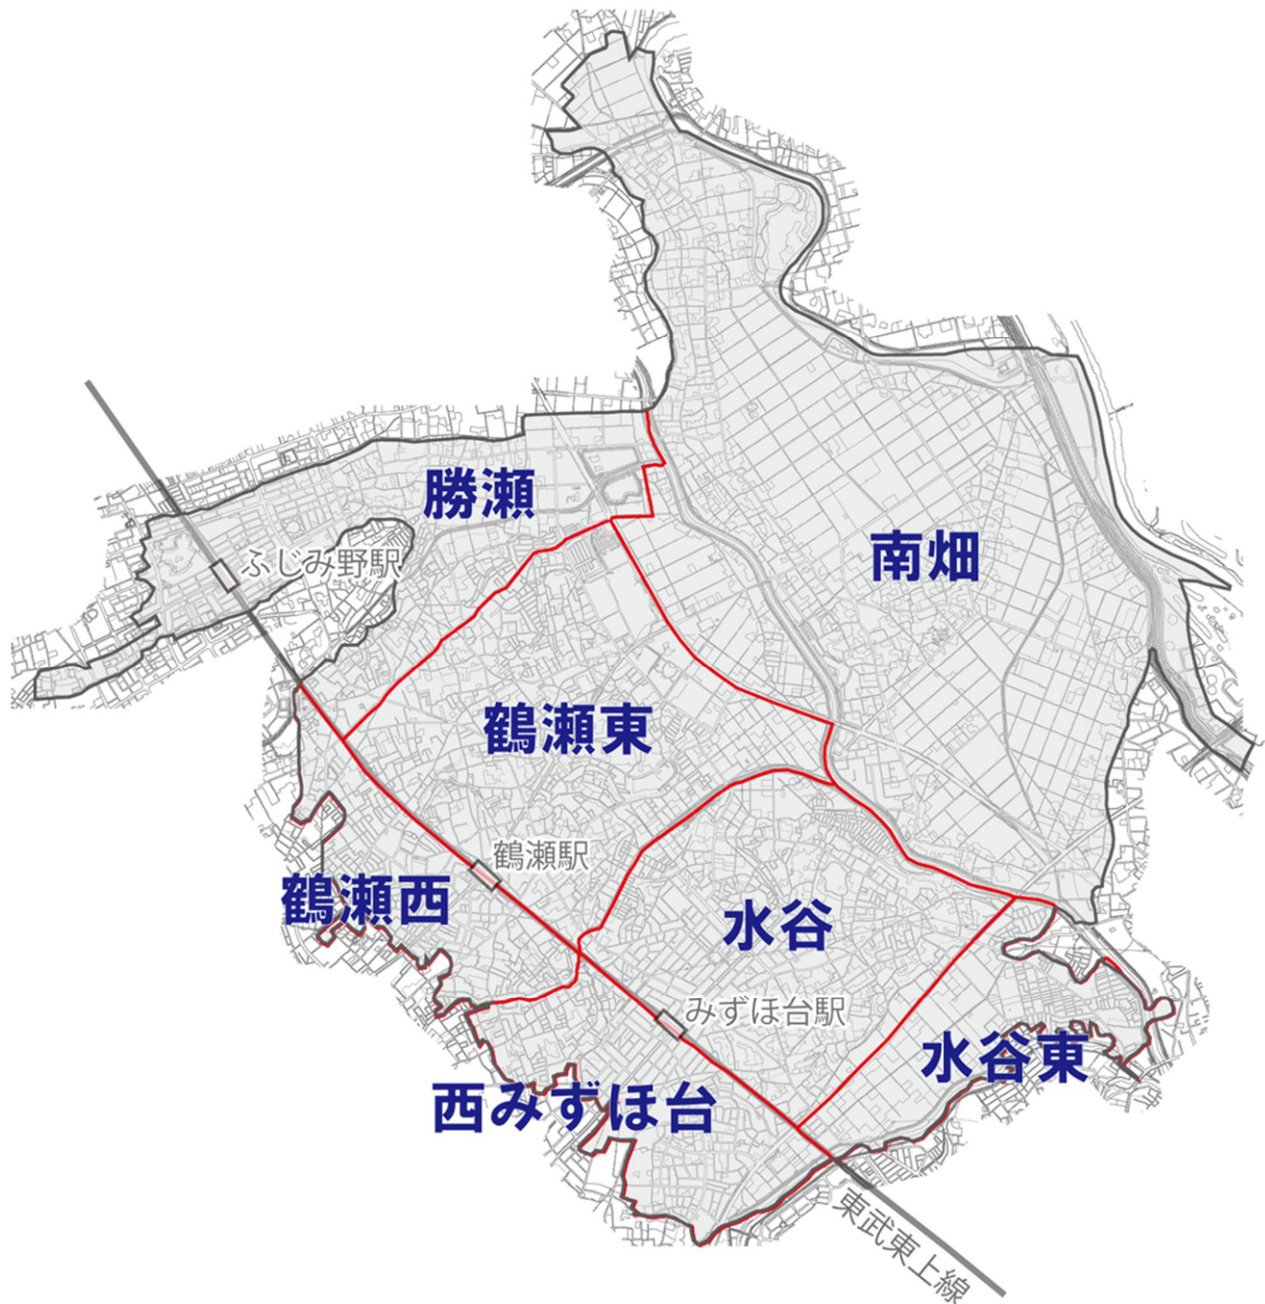 勝瀬
ふじみ野駅
南畑
鶴瀬東
鶴瀬駅
鶴瀬西
水谷
みずほ台駅
水谷東
西みずほ台
東武東上線